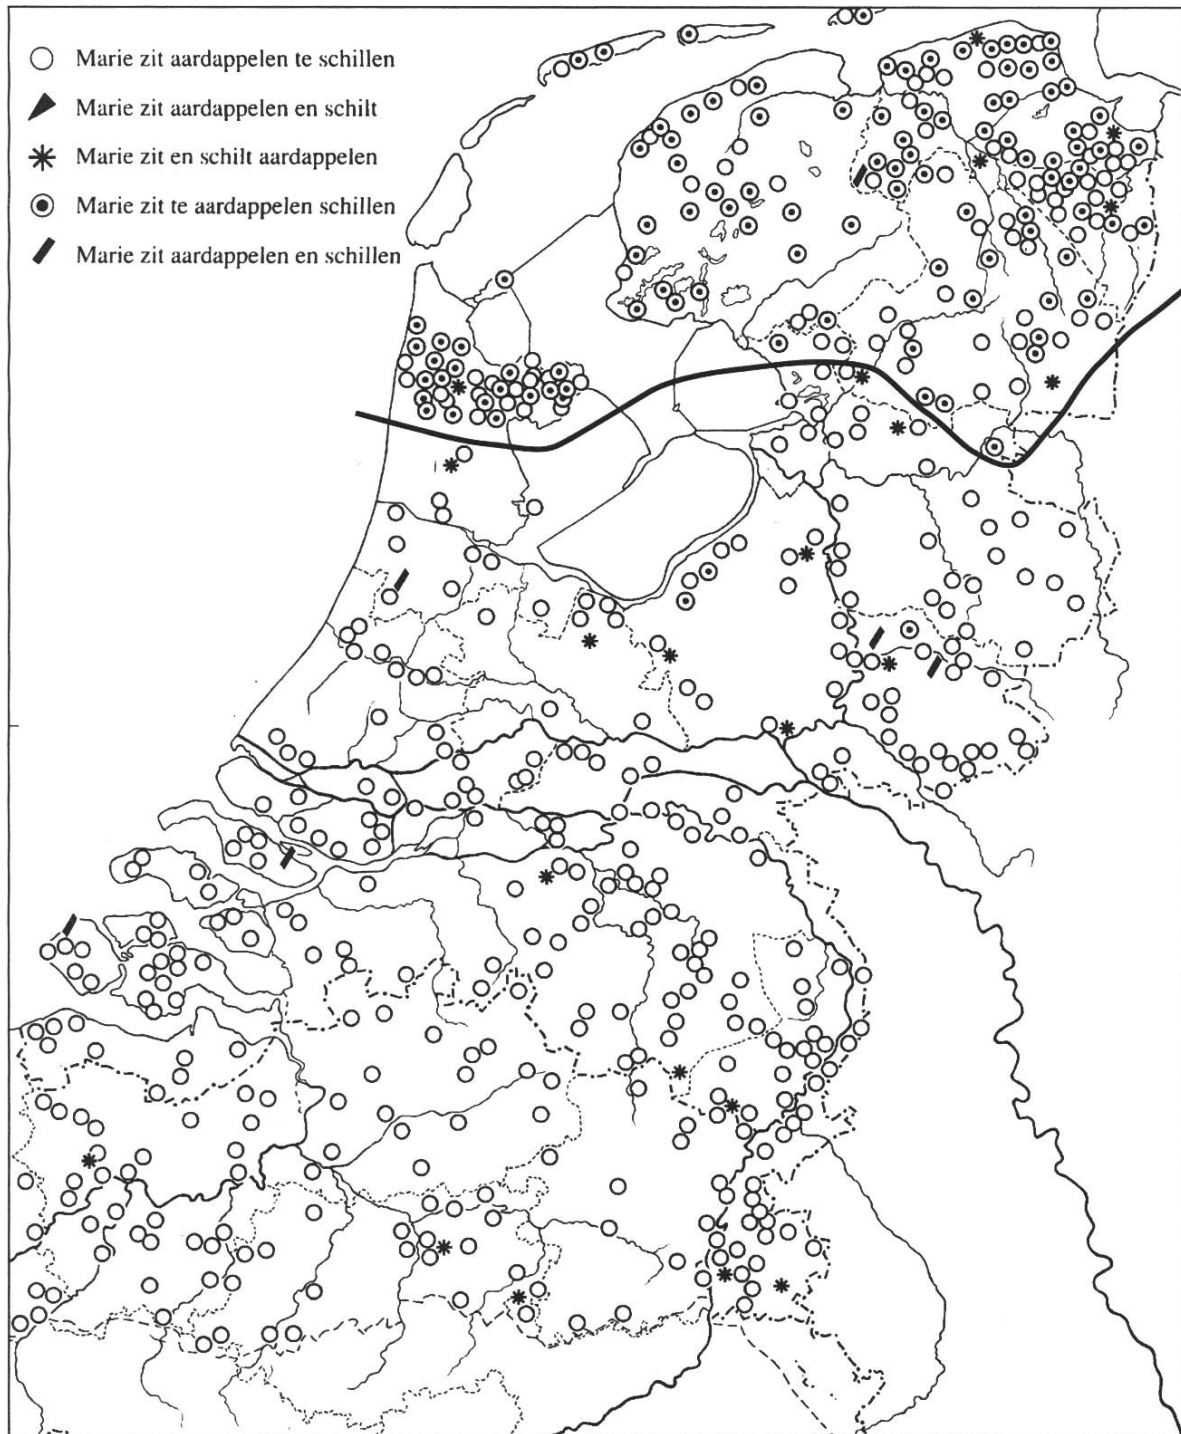 Marie zit aardappelen te schillen
Marie zit aardappelen en schilt
Marie zit en schilt aardappelen
Marie zit te aardappelen schillen
Marie zit aardappelen en schillen